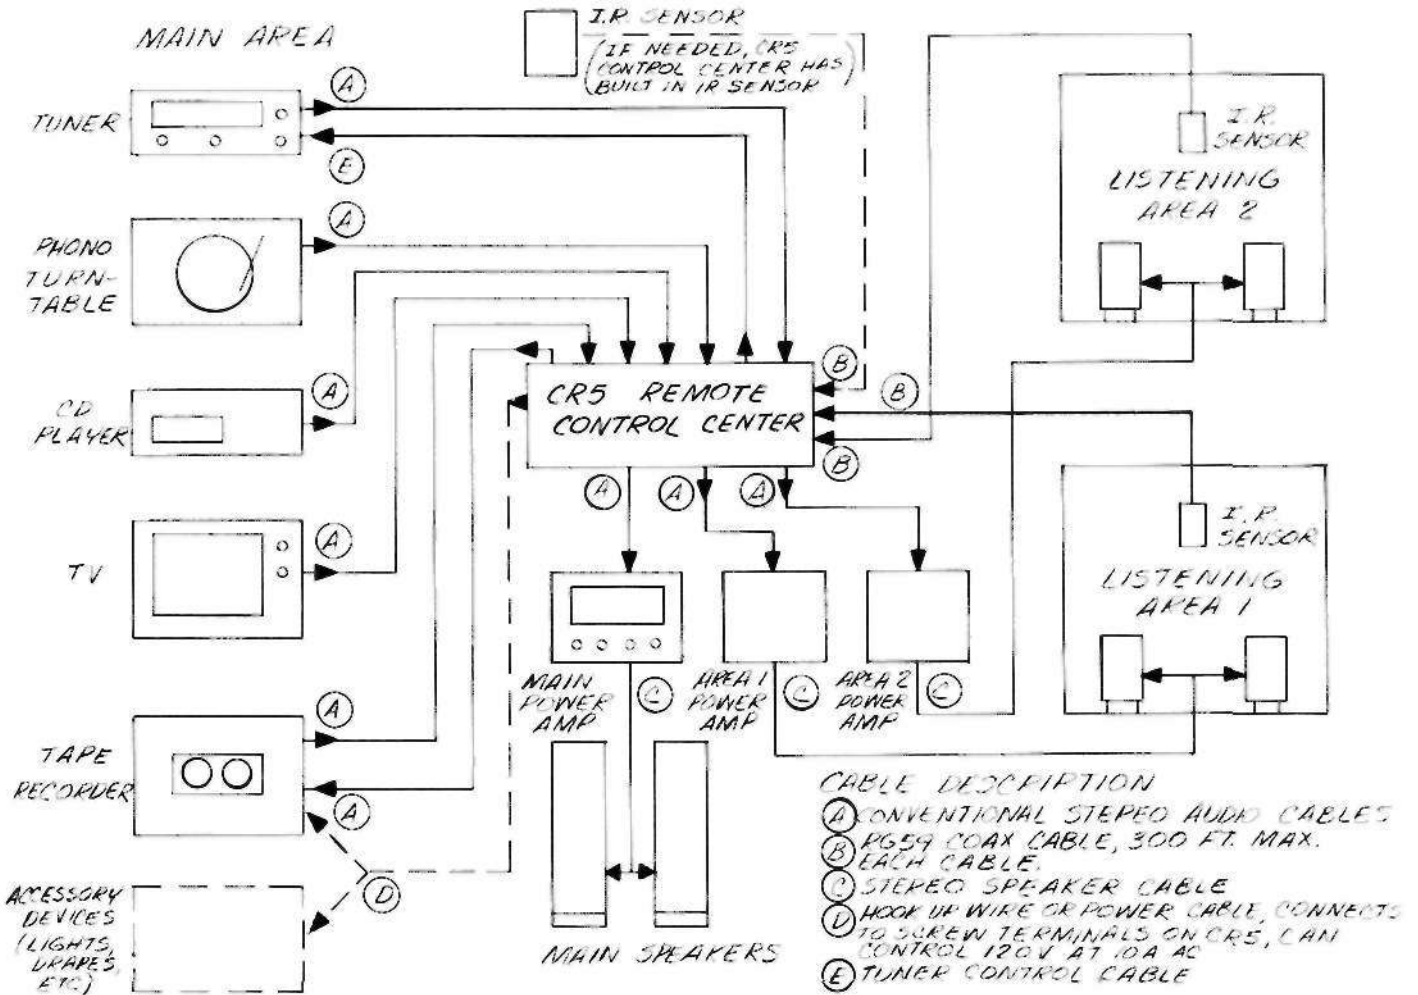 MAIN AREA
I.R. SENSOR
(IF NEEDED, CR5
CONTROL CENTER HAS
BUILT IN IR SENSOR)
TUNER
A
E
PHONO
TURN-
TABLE
A
CD
PLAYER
A
TV
A
TAPE
RECORDER
A
A
ACCESSORY
DEVICES
(LIGHTS,
DRAPES,
ETC)
D
CR5 REMOTE
CONTROL CENTER
B
B
B
A
A
A
MAIN
POWER
AMP
C
AREA 1
POWER
AMP
C
AREA 2
POWER
AMP
C
MAIN SPEAKERS
I.R.
SENSOR
LISTENING
AREA 2
I.R.
SENSOR
LISTENING
AREA 1
CABLE DESCRIPTION
A CONVENTIONAL STEREO AUDIO CABLES
B RG59 COAX CABLE, 300 FT. MAX.
EACH CABLE.
C STEREO SPEAKER CABLE
D HOOK UP WIRE OR POWER CABLE, CONNECTS
TO SCREW TERMINALS ON CR5, CAN
CONTROL 120V AT 10A AC
E TUNER CONTROL CABLE